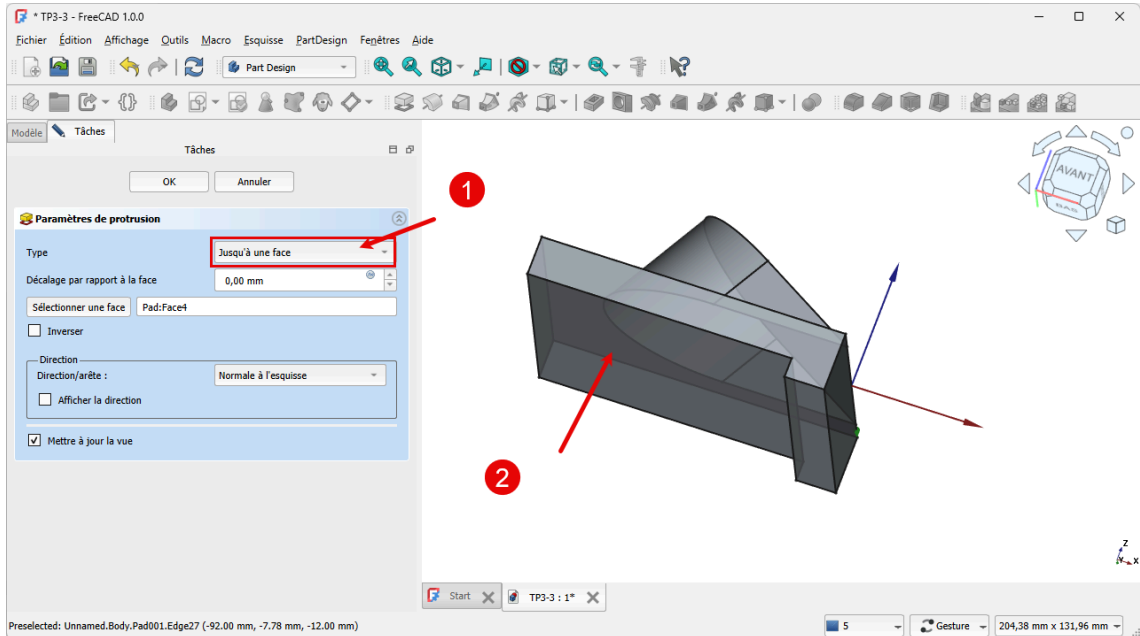 * TP3-3 - FreeCAD 1.0.0
Fichier Édition Affichage Outils Macro Esquisse PartDesign Fenêtres Aide
Part Design
Modèle Tâches
Tâches
OK Annuler
Paramètres de protrusion
Type Jusqu'à une face
Décalage par rapport à la face 0,00 mm
Sélectionner une face Pad:Face4
Inverser
Direction
Direction/arête : Normale à l'esquisse
Afficher la direction
Mettre à jour la vue
1
2
AVANT
BAS
Z
X
Start TP3-3 : 1*
Preselected: Unnamed.Body.Pad001.Edge27 (-92.00 mm, -7.78 mm, -12.00 mm) 5 Gesture 204,38 mm x 131,96 mm